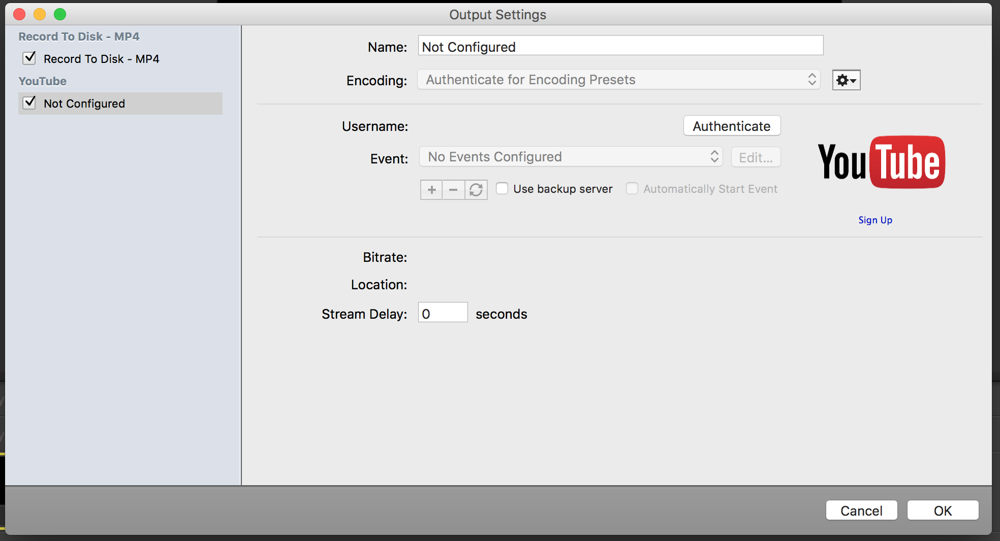 Output Settings
Record To Disk - MP4
Record To Disk - MP4
YouTube
Not Configured
Name: Not Configured
Encoding: Authenticate for Encoding Presets
Username: Authenticate
Event: No Events Configured Edit...
Use backup server Automatically Start Event
YouTube
Sign Up
Bitrate:
Location:
Stream Delay: 0 seconds
Cancel OK